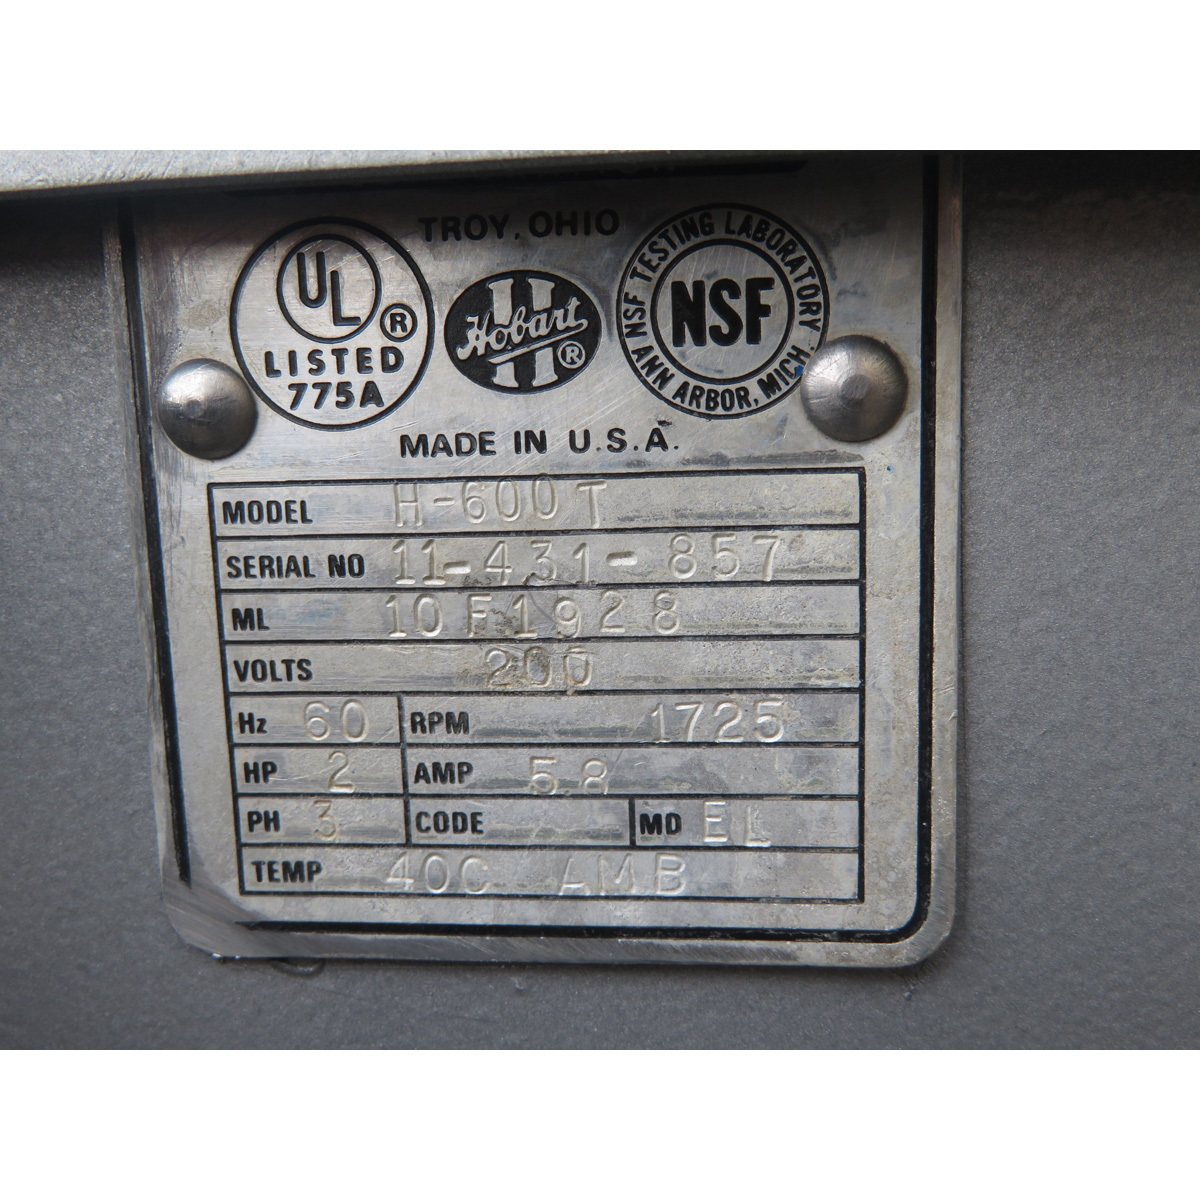 TROY, OHIO
UL ®
LISTED
775A
Hobart ®
NSF TESTING LABORATORY
NSF
ANN ARBOR, MICH.
MADE IN U.S.A.
MODEL H-600T
SERIAL NO 11-431-857
ML 10F1928
VOLTS 200
Hz 60 RPM 1725
HP 2 AMP 5.8
PH 3 CODE MD EL
TEMP 40C AMB